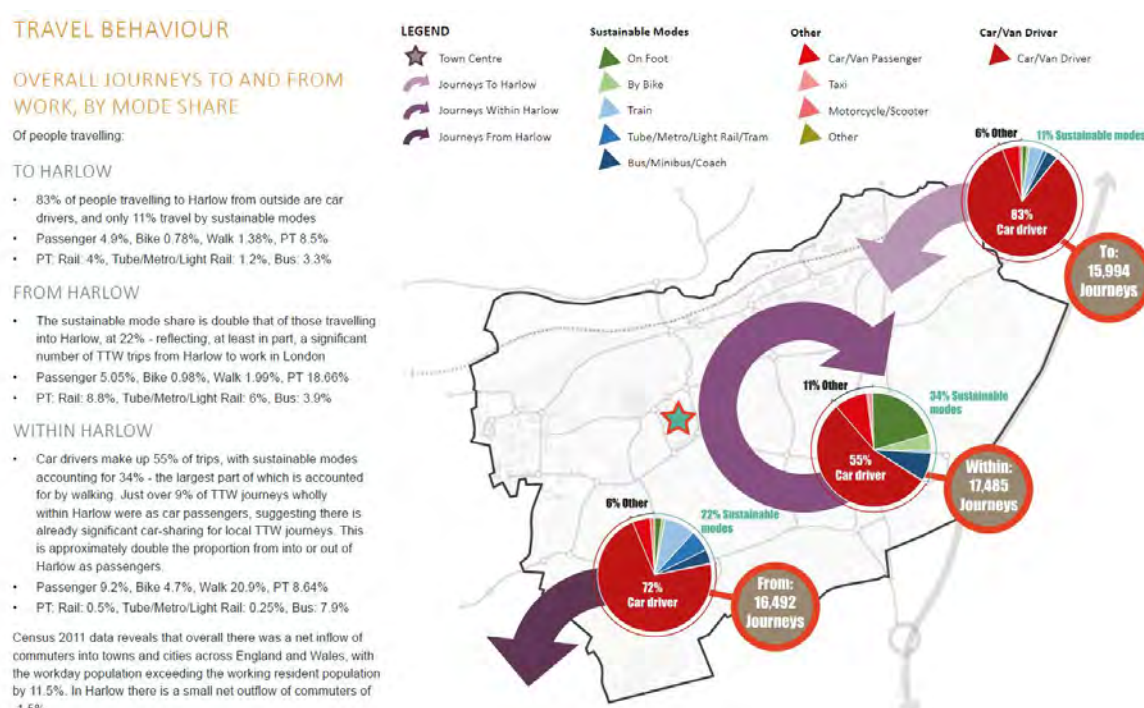 TRAVEL BEHAVIOUR
OVERALL JOURNEYS TO AND FROM
WORK, BY MODE SHARE
Of people travelling:
TO HARLOW
• 83% of people travelling to Harlow from outside are car
drivers, and only 11% travel by sustainable modes
• Passenger 4.9%, Bike 0.78%, Walk 1.38%, PT 8.5%
• PT: Rail: 4%, Tube/Metro/Light Rail: 1.2%, Bus: 3.3%
FROM HARLOW
• The sustainable mode share is double that of those travelling
into Harlow, at 22% - reflecting, at least in part, a significant
number of TTW trips from Harlow to work in London
• Passenger 5.05%, Bike 0.98%, Walk 1.99%, PT 18.66%
• PT: Rail: 8.8%, Tube/Metro/Light Rail: 6%, Bus: 3.9%
WITHIN HARLOW
• Car drivers make up 55% of trips, with sustainable modes
accounting for 34% - the largest part of which is accounted
for by walking. Just over 9% of TTW journeys wholly
within Harlow were as car passengers, suggesting there is
already significant car-sharing for local TTW journeys. This
is approximately double the proportion from into or out of
Harlow as passengers.
• Passenger 9.2%, Bike 4.7%, Walk 20.9%, PT 8.64%
• PT: Rail: 0.5%, Tube/Metro/Light Rail: 0.25%, Bus: 7.9%
Census 2011 data reveals that overall there was a net inflow of
commuters into towns and cities across England and Wales, with
the workday population exceeding the working resident population
by 11.5%. In Harlow there is a small net outflow of commuters of
LEGEND
Town Centre
Journeys To Harlow
Journeys Within Harlow
Journeys From Harlow
Sustainable Modes
On Foot
By Bike
Train
Tube/Metro/Light Rail/Tram
Bus/Minibus/Coach
Other
Car/Van Passenger
Taxi
Motorcycle/Scooter
Other
Car/Van Driver
Car/Van Driver
6% Other
11% Sustainable modes
83%
Car driver
To:
15,994
Journeys
11% Other
34% Sustainable
modes
55%
Car driver
Within:
17,485
Journeys
6% Other
22% Sustainable
modes
72%
Car driver
From:
16,492
Journeys